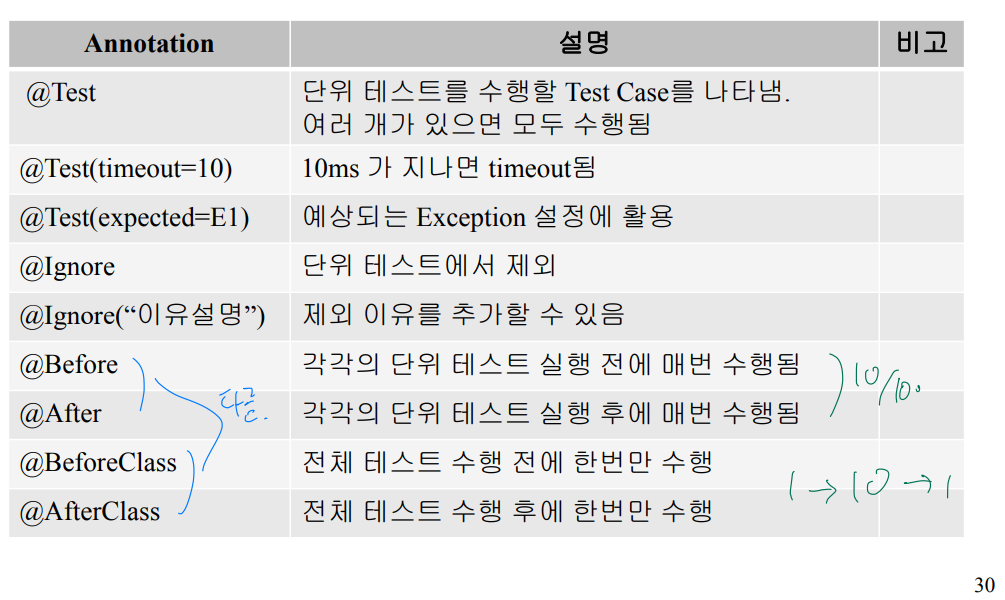 Annotation 설명 비고
@Test 단위 테스트를 수행할 Test Case를 나타냄.
여러 개가 있으면 모두 수행됨
@Test(timeout=10) 10ms 가 지나면 timeout됨
@Test(expected=E1) 예상되는 Exception 설정에 활용
@Ignore 단위 테스트에서 제외
@Ignore(“이유설명”) 제외 이유를 추가할 수 있음
@Before 각각의 단위 테스트 실행 전에 매번 수행됨
10/10.
다름.
@After 각각의 단위 테스트 실행 후에 매번 수행됨
@BeforeClass 전체 테스트 수행 전에 한번만 수행
1 → 10 → 1
@AfterClass 전체 테스트 수행 후에 한번만 수행
30